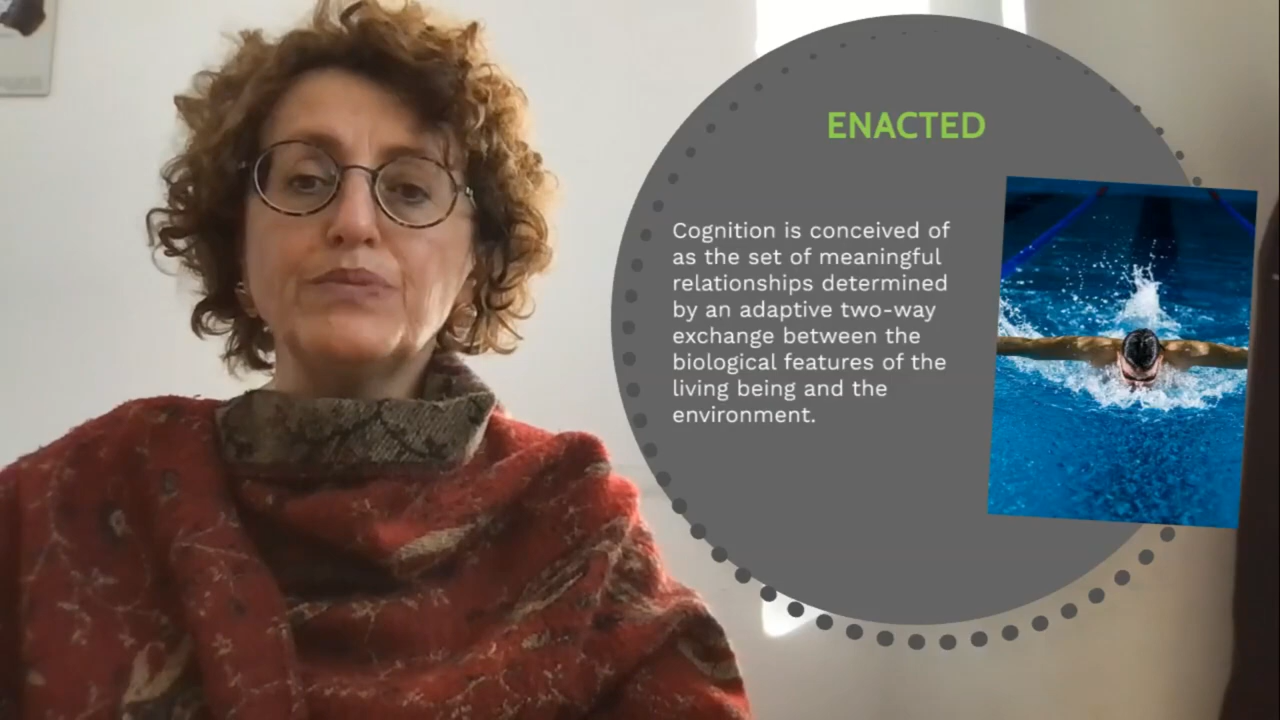 ENACTED
Cognition is conceived of
as the set of meaningful
relationships determined
by an adaptive two-way
exchange between the
biological features of the
living being and the
environment.